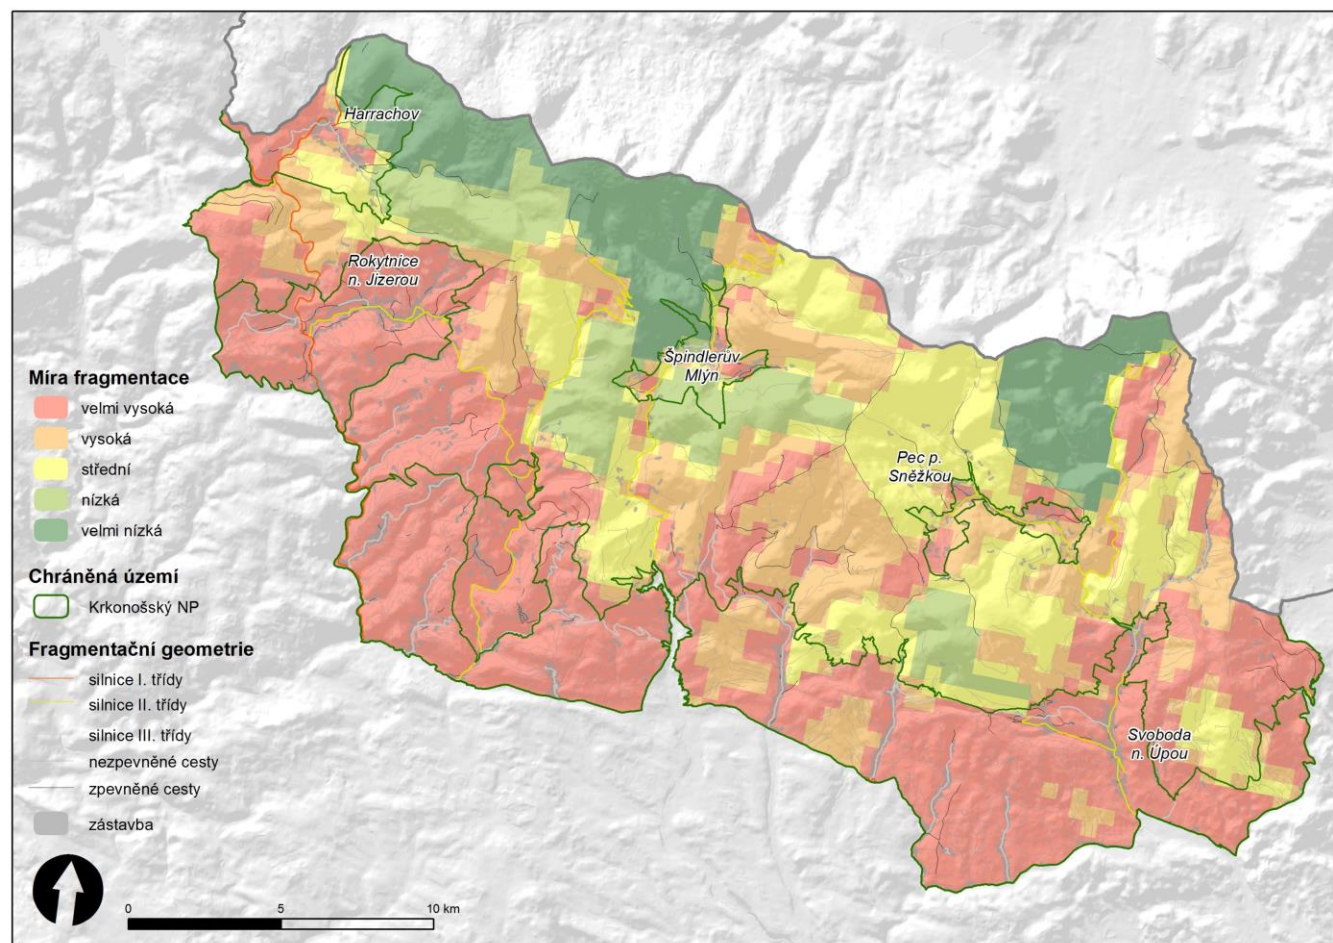 Harrachov
Rokytnice
n. Jizerou
Špindlerův
Mlýn
Pec p.
Sněžkou
Svoboda
n. Úpou
Míra fragmentace
velmi vysoká
vysoká
střední
nízká
velmi nízká
Chráněná území
Krkonošský NP
Fragmentační geometrie
silnice I. třídy
silnice II. třídy
silnice III. třídy
nezpevněné cesty
zpevněné cesty
zástavba
0 5 10 km